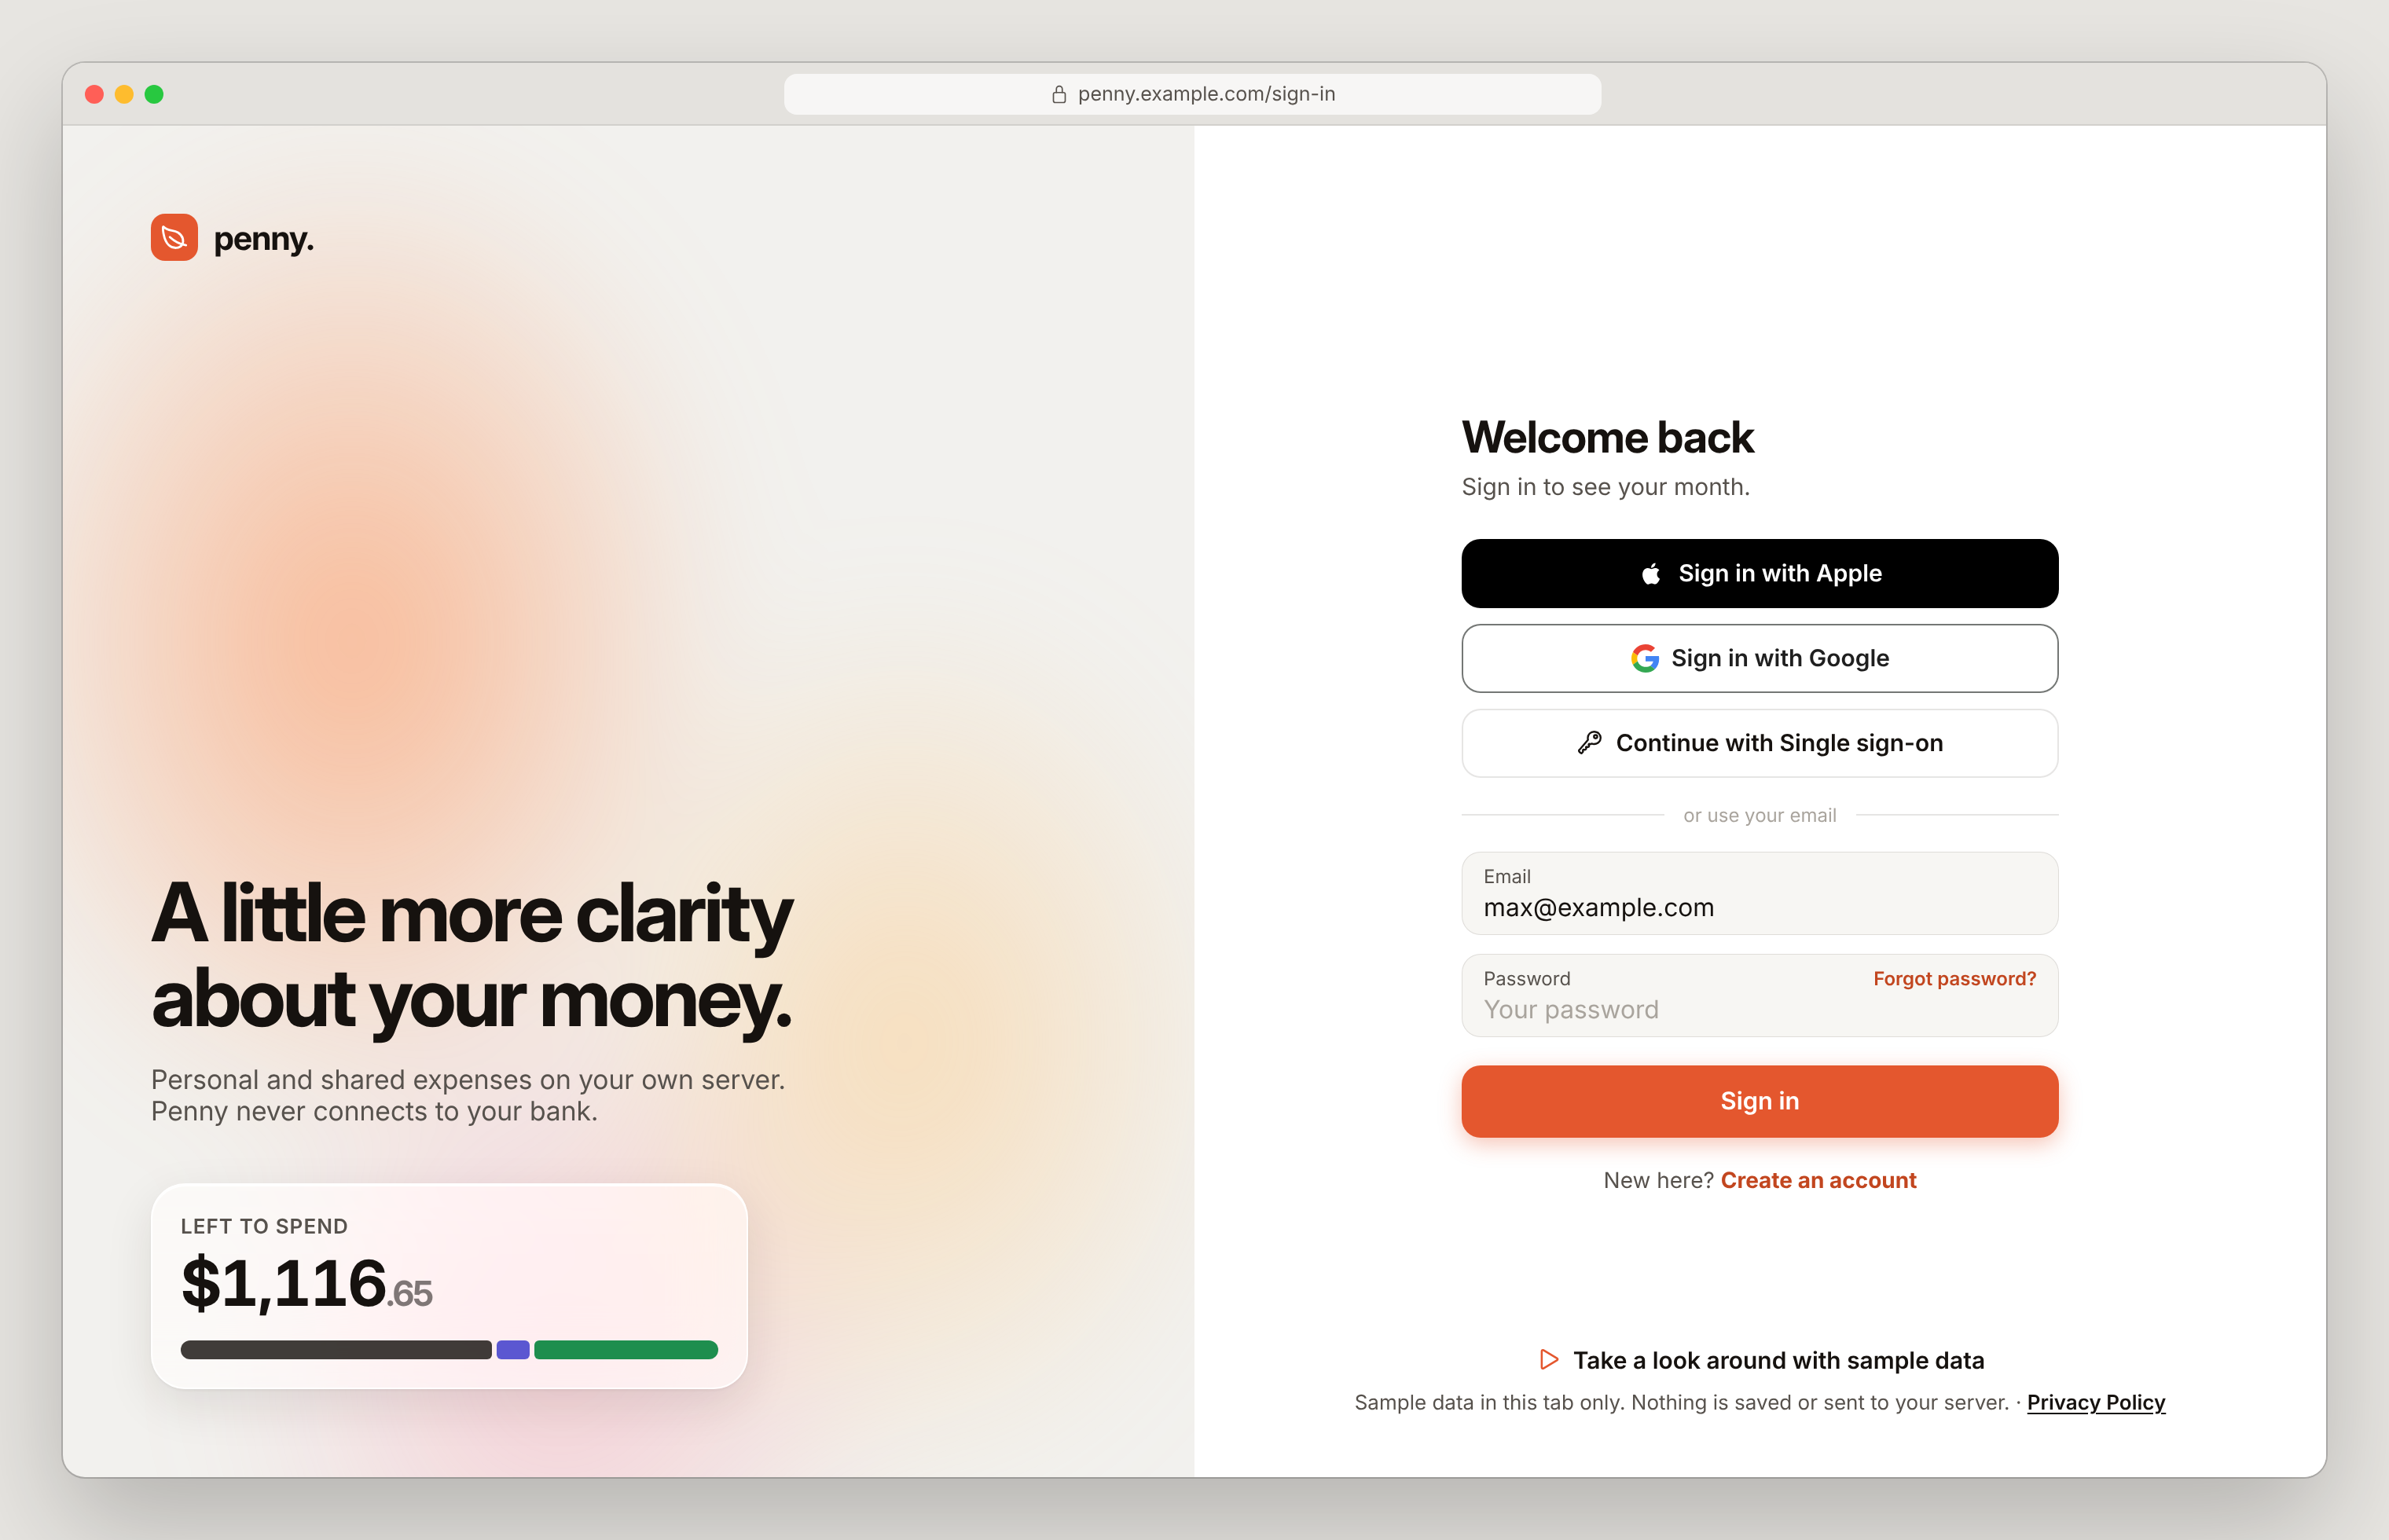 penny.example.com/sign-in
penny.
A little more clarity
about your money.
Personal and shared expenses on your own server.
Penny never connects to your bank.
LEFT TO SPEND
$1,116.65
Welcome back
Sign in to see your month.
Sign in with Apple
Sign in with Google
Continue with Single sign-on
or use your email
Email
max@example.com
Password
Forgot password?
Your password
Sign in
New here? Create an account
Take a look around with sample data
Sample data in this tab only. Nothing is saved or sent to your server. · Privacy Policy